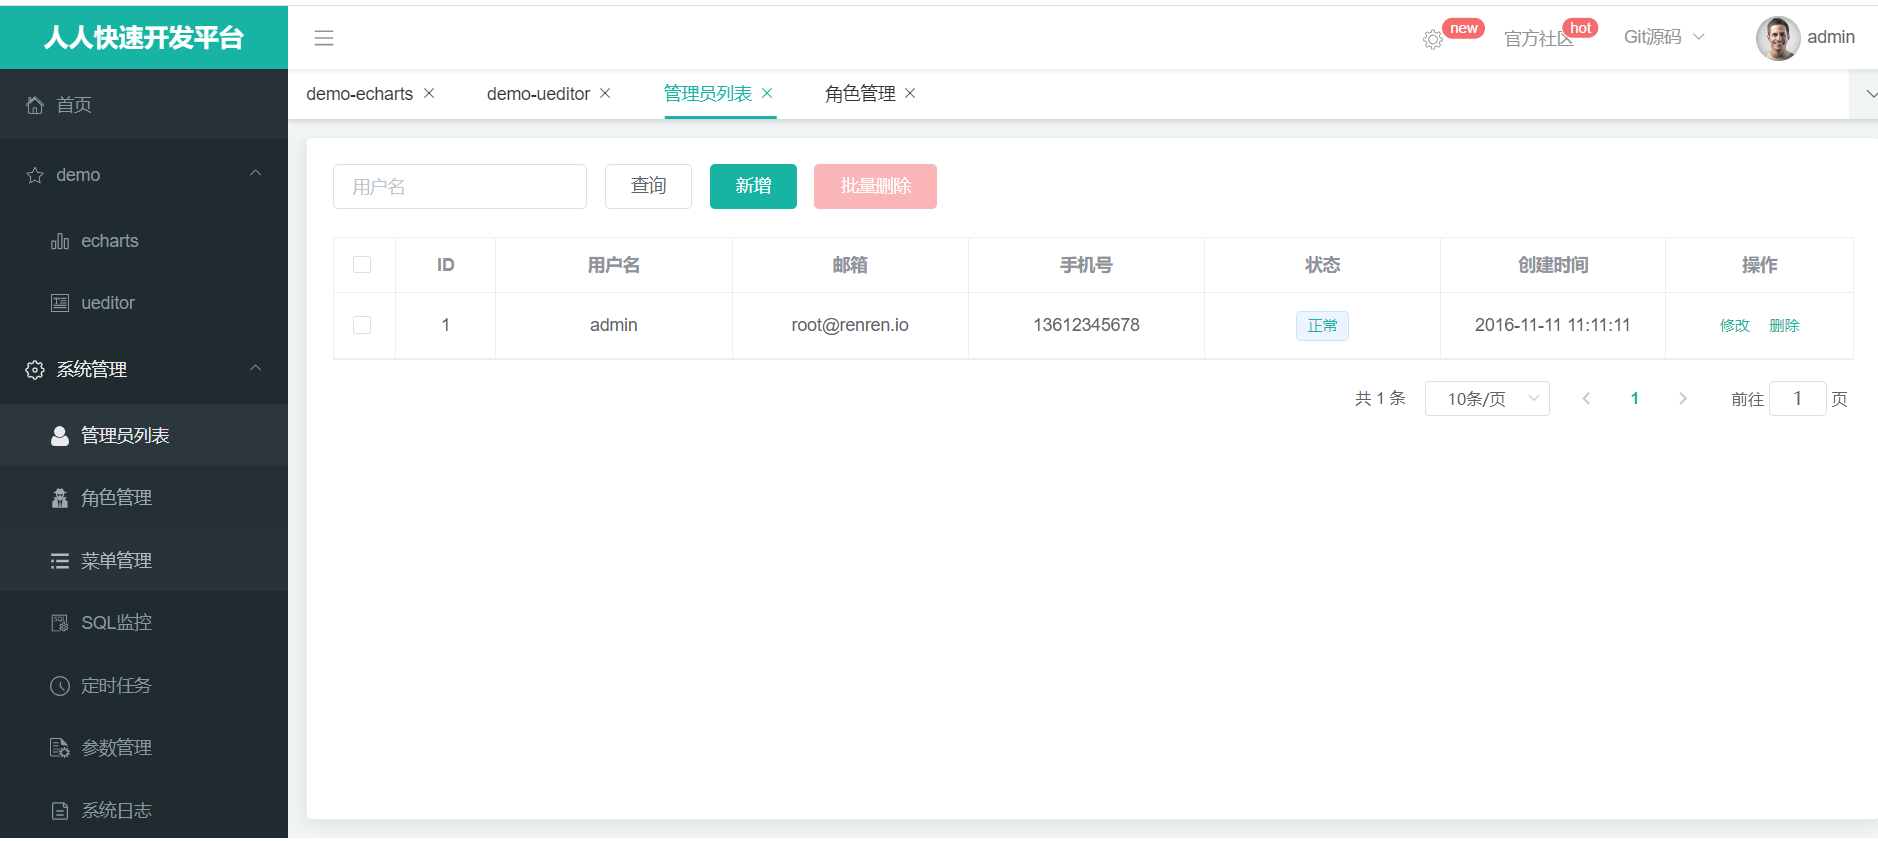 人人快速开发平台
new
官方社区
hot
Git源码
admin
首页
demo
echarts
ueditor
系统管理
管理员列表
角色管理
菜单管理
SQL监控
定时任务
参数管理
系统日志
demo-echarts
demo-ueditor
管理员列表
角色管理
用户名 查询 新增 批量删除
ID 用户名 邮箱 手机号 状态 创建时间 操作
1 admin root@renren.io 13612345678 正常 2016-11-11 11:11:11 修改 删除
共 1 条 10条/页 1 前往 1 页